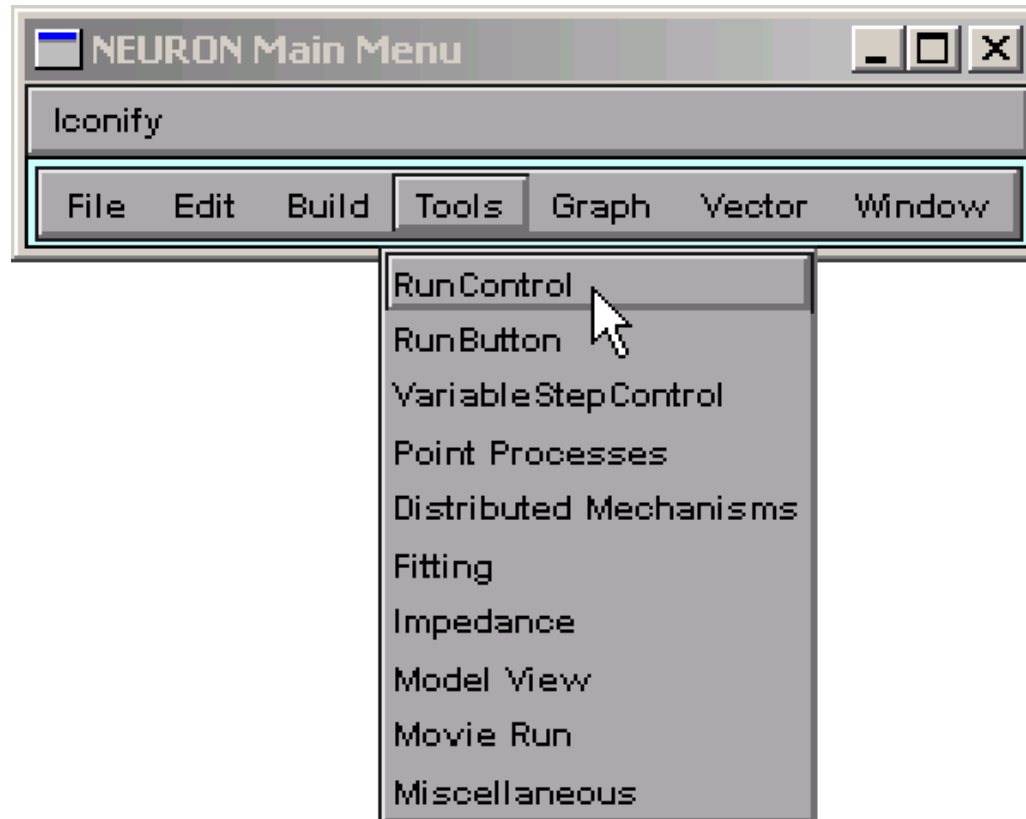 NEURON Main Menu
Iconify
File Edit Build Tools Graph Vector Window
RunControl
RunButton
VariableStepControl
Point Processes
Distributed Mechanisms
Fitting
Impedance
Model View
Movie Run
Miscellaneous